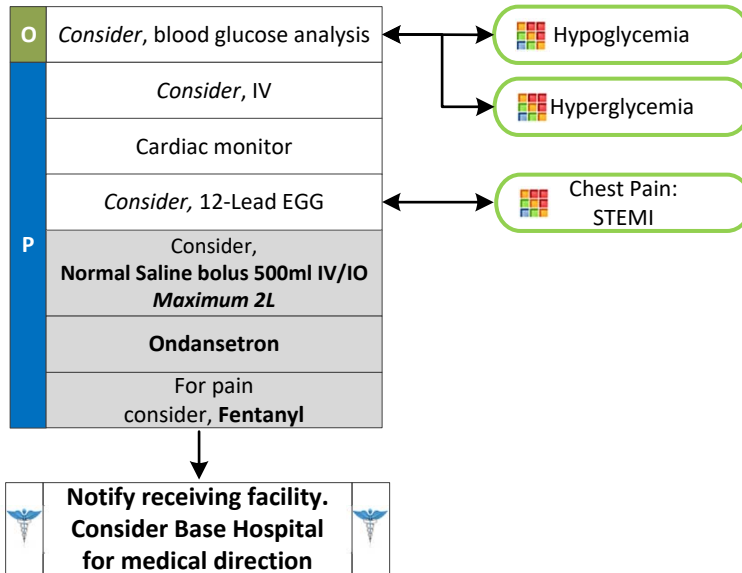 O
Consider, blood glucose analysis
Hypoglycemia
Hyperglycemia
P
Consider, IV
Cardiac monitor
Consider, 12-Lead EGG
Chest Pain:
STEMI
Consider,
Normal Saline bolus 500ml IV/IO
Maximum 2L
Ondansetron
For pain
consider, Fentanyl
Notify receiving facility.
Consider Base Hospital
for medical direction